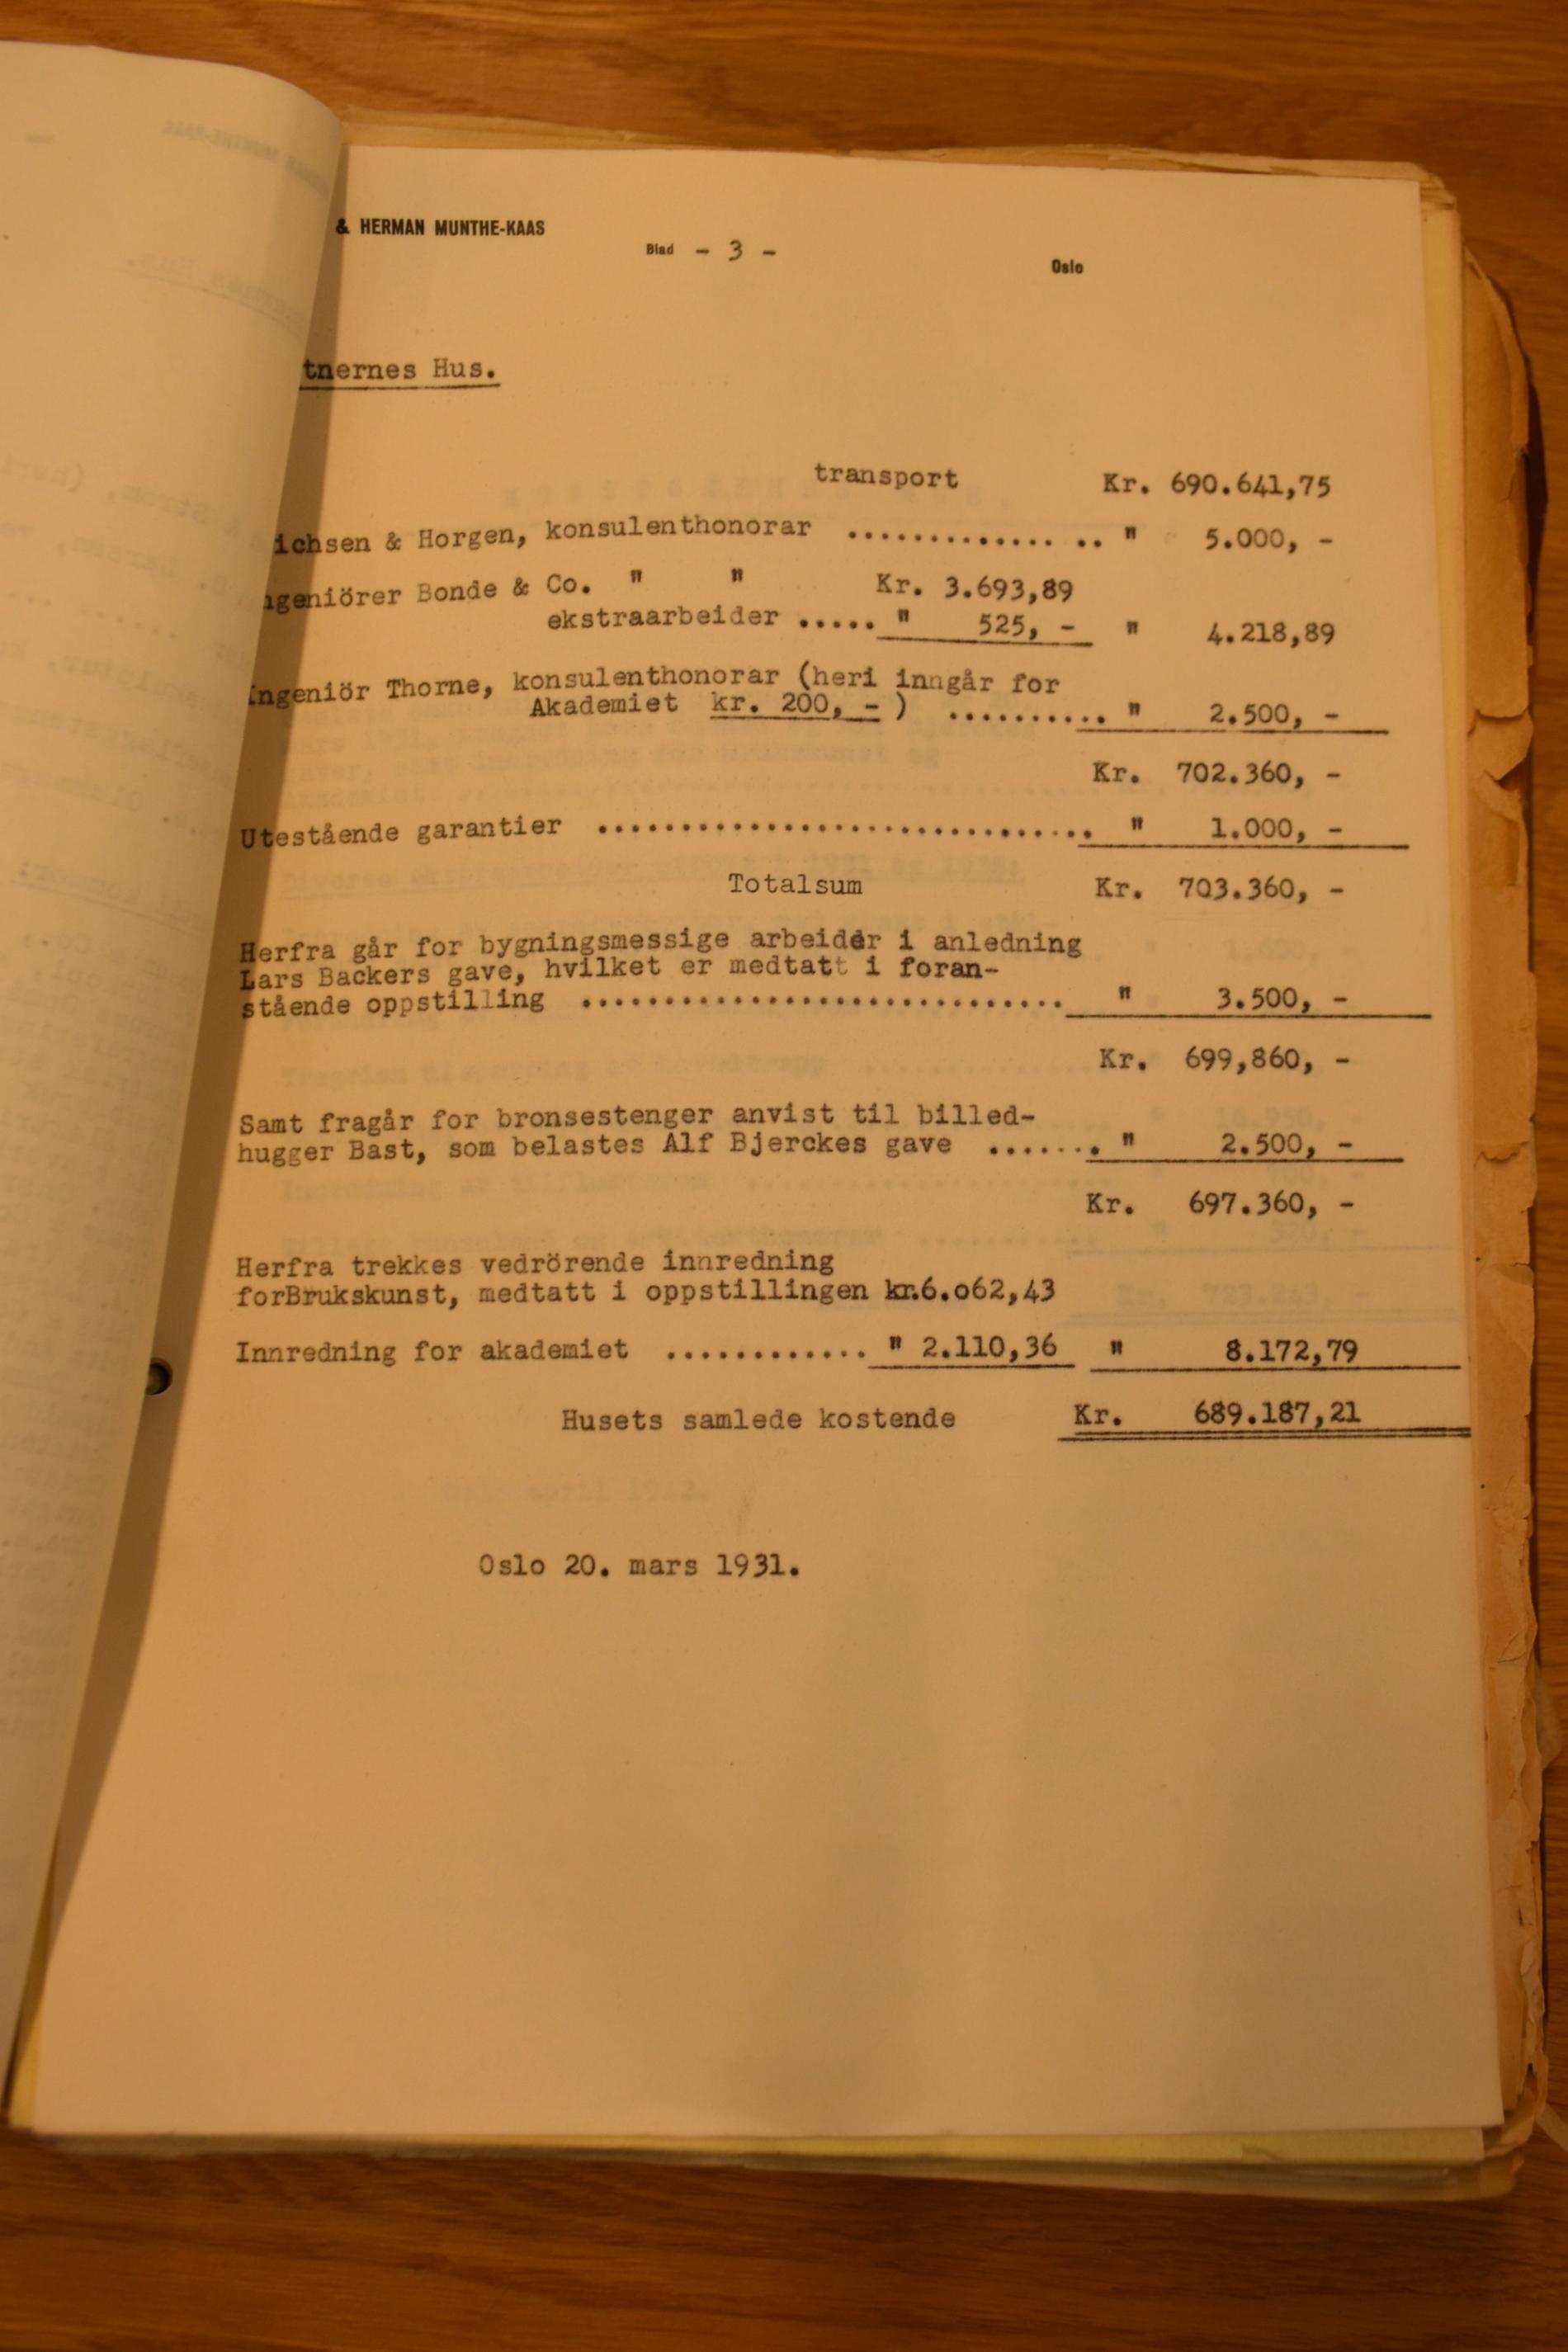 & HERMAN MUNTHE-KAAS
Blad - 3 -
Oslo
tnernes Hus.
transport Kr. 690.641,75
ichsen & Horgen, konsulenthonorar ............. .. " 5.000, -
ngeniörer Bonde & Co. " " Kr. 3.693,89
ekstraarbeider ..... " 525, - " 4.218,89
Ingeniör Thorne, konsulenthonorar (heri inngår for
Akademiet kr. 200, - ) .......... " 2.500, -
Kr. 702.360, -
Utestående garantier .............................. " 1.000, -
Totalsum Kr. 703.360, -
Herfra går for bygningsmessige arbeider i anledning
Lars Backers gave, hvilket er medtatt i foran-
stående oppstilling ............................. " 3.500, -
Kr. 699,860, -
Samt fragår for bronsestenger anvist til billed-
hugger Bast, som belastes Alf Bjerckes gave ....... " 2.500, -
Kr. 697.360, -
Herfra trekkes vedrörende innredning
forBrukskunst, medtatt i oppstillingen kr.6.o62,43
Innredning for akademiet ............ " 2.110,36 " 8.172,79
Husets samlede kostende Kr. 689.187,21
Oslo 20. mars 1931.